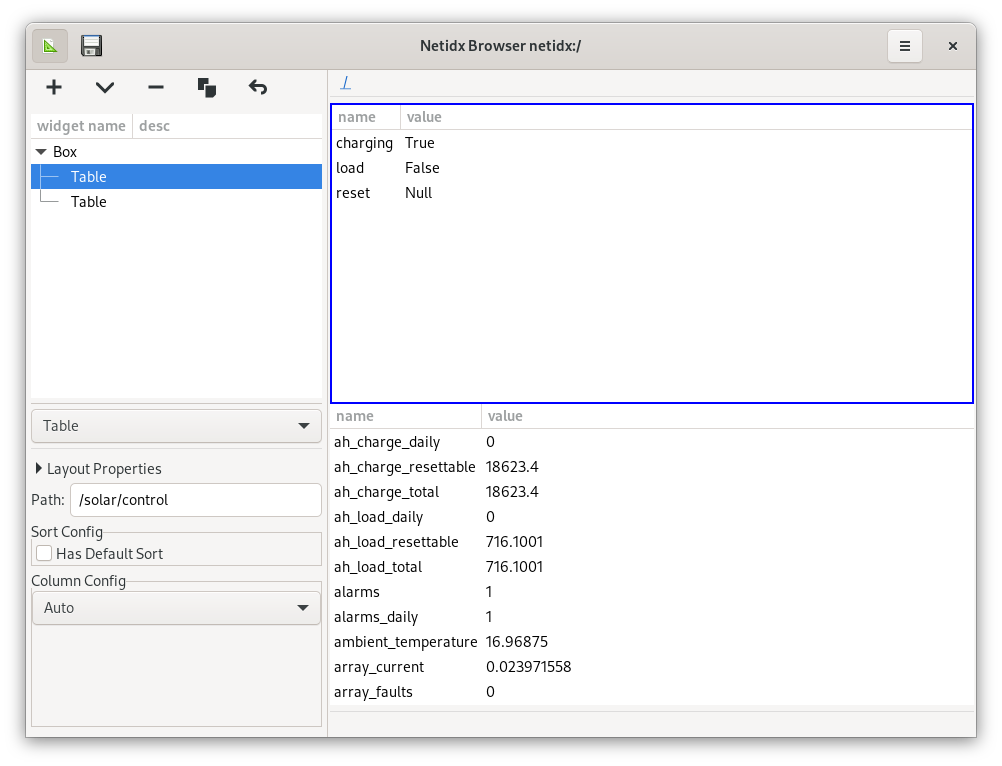 Netidx Browser netidx:/
widget name desc
Box
Table
Table
Table
Layout Properties
Path: /solar/control
Sort Config
Has Default Sort
Column Config
Auto
/
name value
charging True
load False
reset Null
name value
ah_charge_daily 0
ah_charge_resettable 18623.4
ah_charge_total 18623.4
ah_load_daily 0
ah_load_resettable 716.1001
ah_load_total 716.1001
alarms 1
alarms_daily 1
ambient_temperature 16.96875
array_current 0.023971558
array_faults 0